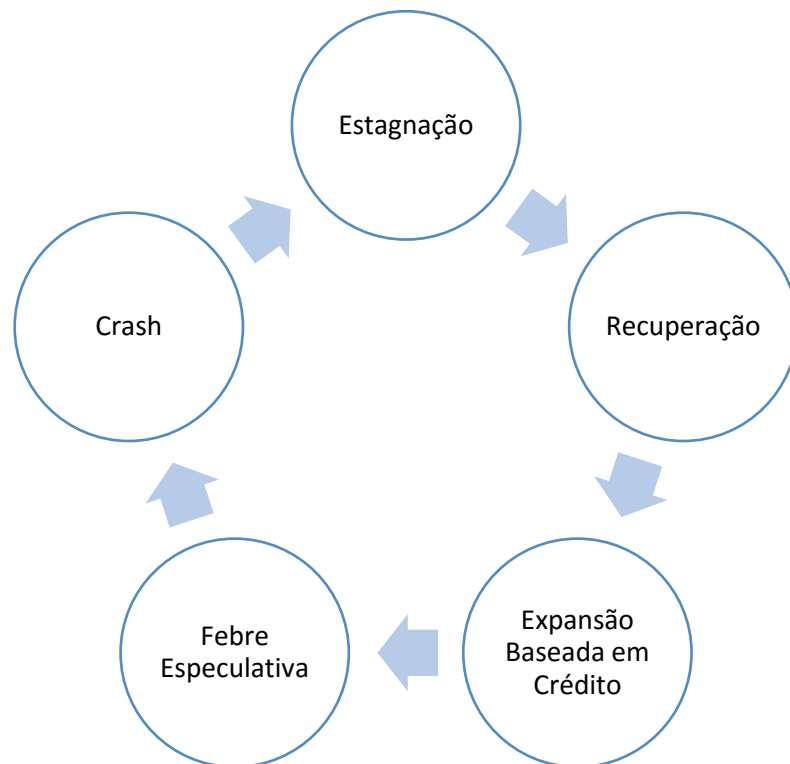 Estagnação
Recuperação
Expansão
Baseada em
Crédito
Febre
Especulativa
Crash